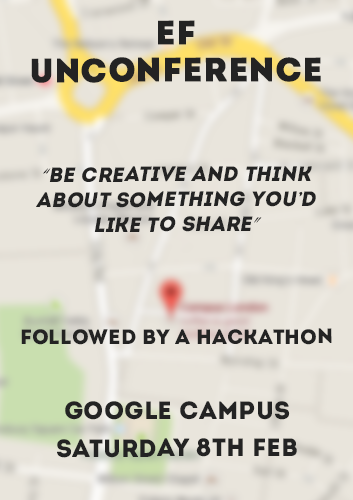 EF
UNCONFERENCE
"BE CREATIVE AND THINK
ABOUT SOMETHING YOU'D
LIKE TO SHARE"
FOLLOWED BY A HACKATHON
GOOGLE CAMPUS
SATURDAY 8TH FEB